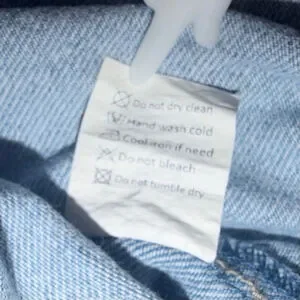 Do not dry clean
Hand wash cold
Cool iron if need
Do not bleach
Do not tumble dry